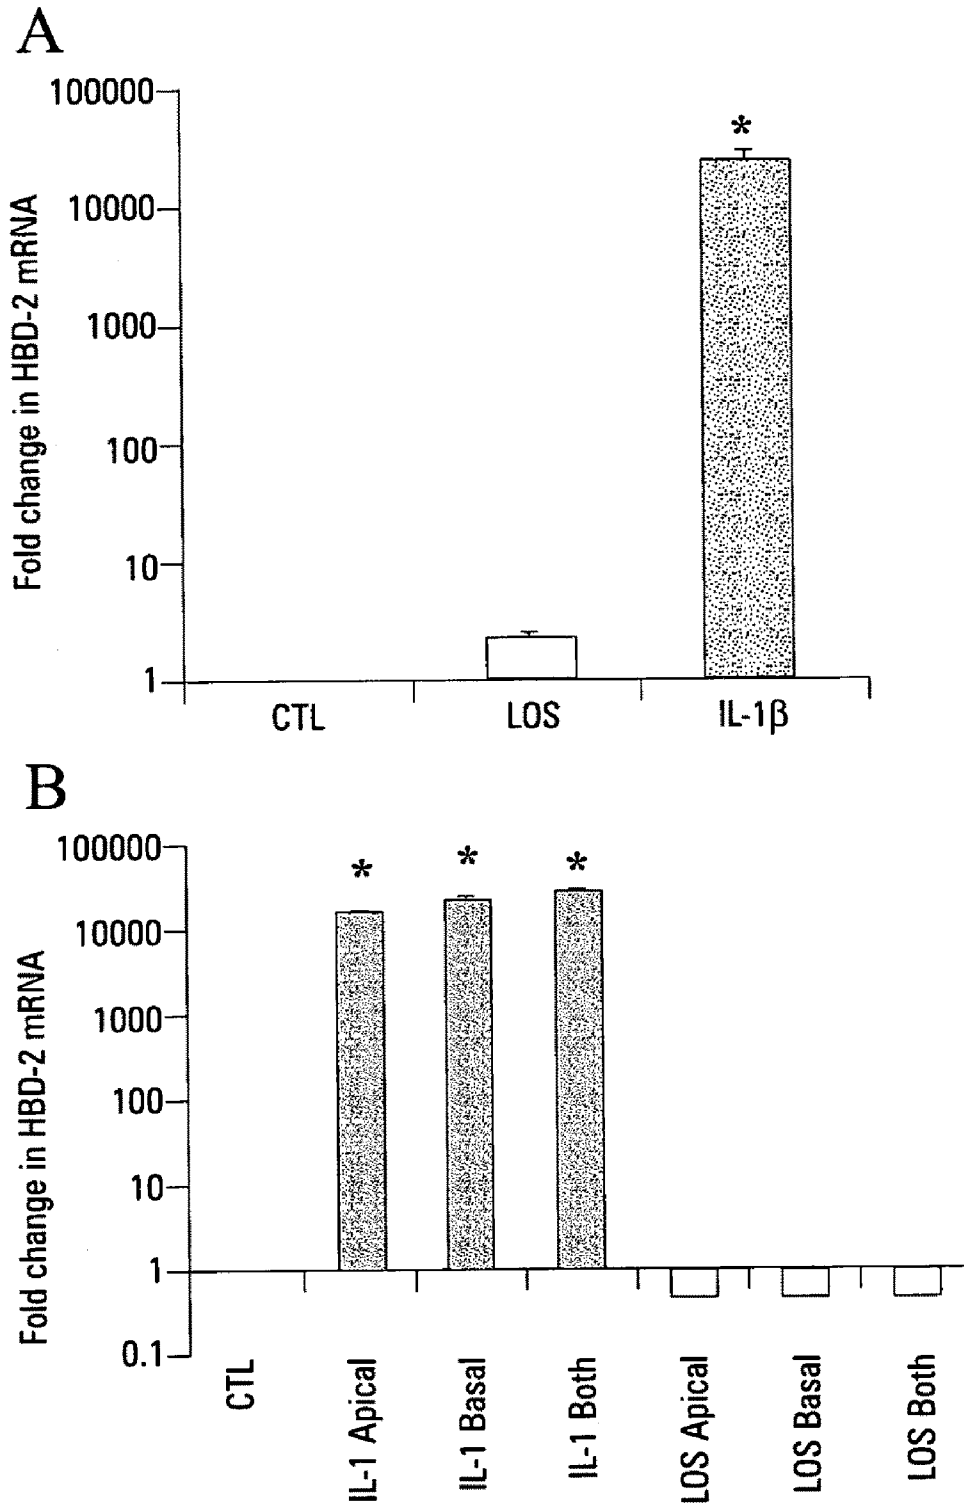 A
100000
*
10000
1000
100
10
1
Fold change in HBD-2 mRNA
CTL LOS IL-1β
B
100000
* * *
10000
1000
100
10
1
0.1
Fold change in HBD-2 mRNA
CTL
IL-1 Apical
IL-1 Basal
IL-1 Both
LOS Apical
LOS Basal
LOS Both